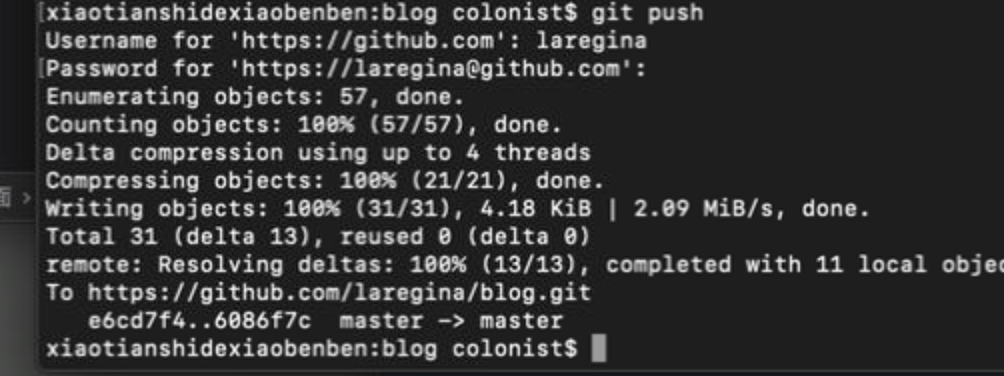 [xiaotianshidexiaobenben:blog colonist$ git push
Username for 'https://github.com': laregina
[Password for 'https://laregina@github.com':
Enumerating objects: 57, done.
Counting objects: 100% (57/57), done.
Delta compression using up to 4 threads
Compressing objects: 100% (21/21), done.
Writing objects: 100% (31/31), 4.18 KiB | 2.09 MiB/s, done.
Total 31 (delta 13), reused 0 (delta 0)
remote: Resolving deltas: 100% (13/13), completed with 11 local objec
To https://github.com/laregina/blog.git
e6cd7f4..6086f7c  master -> master
xiaotianshidexiaobenben:blog colonist$
面 ›